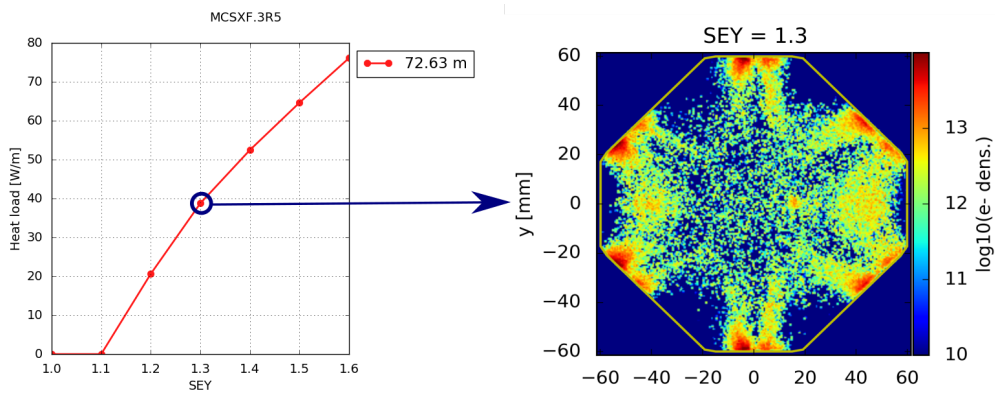 MCSXF.3R5
Heat load [W/m]
80
70
60
50
40
30
20
10
0
1.0 1.1 1.2 1.3 1.4 1.5 1.6
SEY
72.63 m
SEY = 1.3
y [mm]
60
40
20
0
−20
−40
−60
−60 −40 −20 0 20 40 60
13
12
11
10
log10(e- dens.)